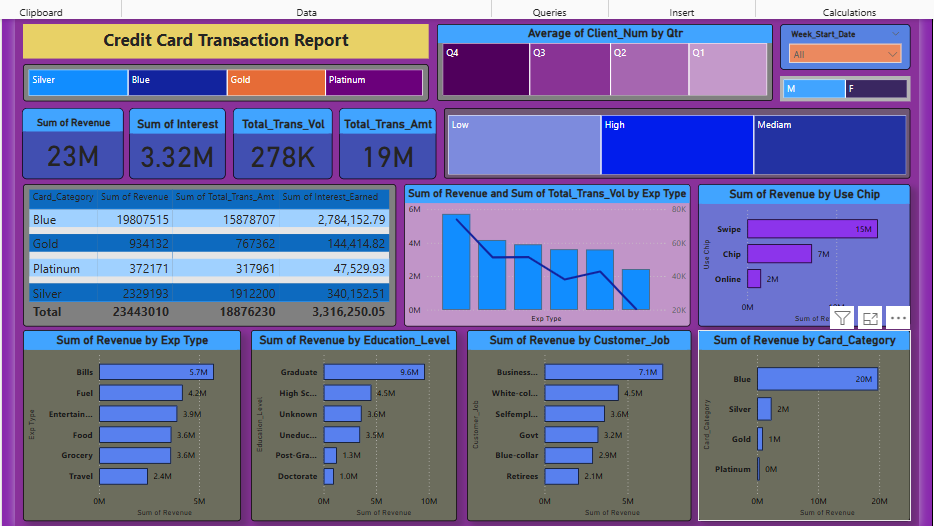 Clipboard
Data
Queries
Insert
Calculations
Credit Card Transaction Report
Silver
Blue
Gold
Platinum
Average of Client_Num by Qtr
Q4
Q3
Q2
Q1
Week_Start_Date
All
M
F
Sum of Revenue
23M
Sum of Interest
3.32M
Total_Trans_Vol
278K
Total_Trans_Amt
19M
Low
High
Mediam
Card_Category Sum of Revenue Sum of Total_Trans_Amt Sum of Interest_Earned
Blue 19807515 15878707 2,784,152.79
Gold 934132 767362 144,414.82
Platinum 372171 317961 47,529.93
Silver 2329193 1912200 340,152.51
Total 23443010 18876230 3,316,250.05
Sum of Revenue and Sum of Total_Trans_Vol by Exp Type
6M
4M
2M
0M
80K
60K
40K
20K
Exp Type
Sum of Revenue by Use Chip
Use Chip
Swipe 15M
Chip 7M
Online 2M
0M
Sum of Re
Sum of Revenue by Exp Type
Exp Type
Bills 5.7M
Fuel 4.2M
Entertain... 3.9M
Food 3.6M
Grocery 3.6M
Travel 2.4M
0M 5M
Sum of Revenue
Sum of Revenue by Education_Level
Education_Level
Graduate 9.6M
High Sc... 4.5M
Unknown 3.6M
Uneduc... 3.5M
Post-Gra... 1.3M
Doctorate 1.0M
0M 5M 10M
Sum of Revenue
Sum of Revenue by Customer_Job
Customer_Job
Business... 7.1M
White-col... 4.5M
Selfempl... 3.6M
Govt 3.2M
Blue-collar 2.9M
Retirees 2.1M
0M 5M
Sum of Revenue
Sum of Revenue by Card_Category
Card_Category
Blue 20M
Silver 2M
Gold 1M
Platinum 0M
0M 10M 20M
Sum of Revenue